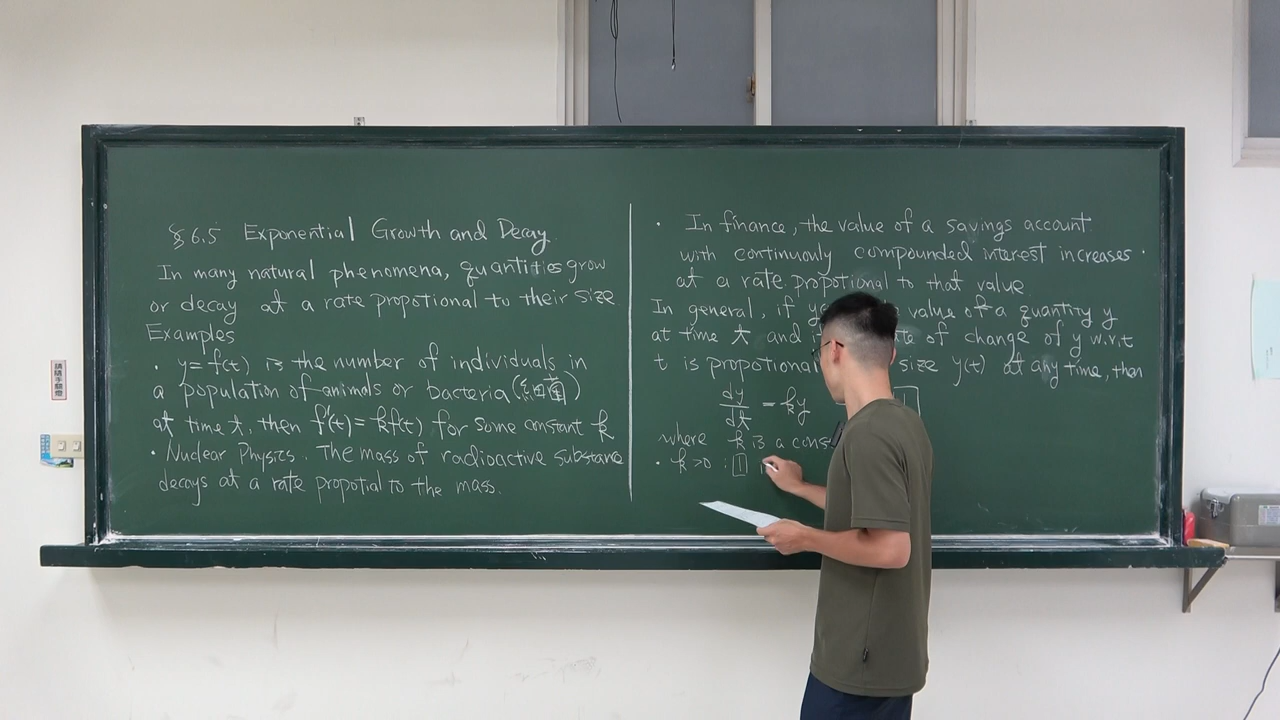 § 6.5 Exponential Growth and Decay
In many natural phenomena, quantities grow
or decay at a rate propotional to their size
Examples
· y=f(t) is the number of individuals in
a population of animals or bacteria (細菌)
at time t, then f'(t)=kf(t) for some constant k
· Nuclear Physics. The mass of radioactive substance
decays at a rate propotial to the mass.
· In finance, the value of a savings account
with continuously compounded interest increases
at a rate propotional to that value
In general, if value of a quantity y
at time t and of change of y w.r.t
t is propotional size y(t) at any time, then
dy/dt = ky
where k is a cons
· k>0 : 1
請隨手關燈